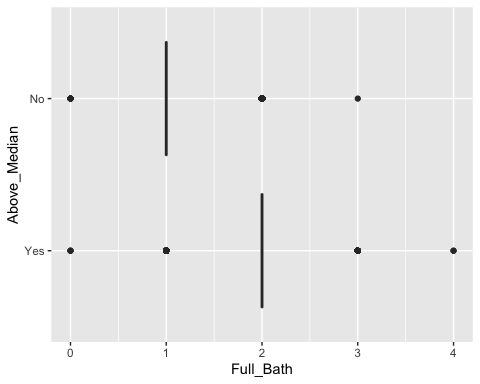 Above_Median
No
Yes
0 1 2 3 4
Full_Bath